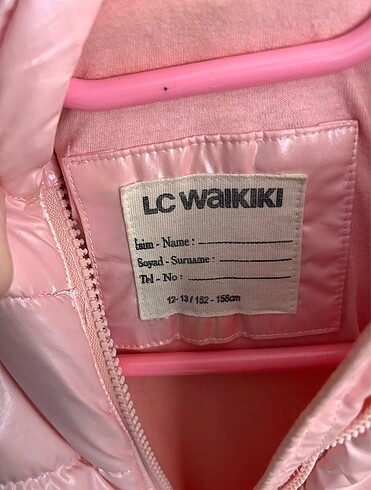 LC WAIKIKI
İsim - Name :
Soyad - Surname :
Tel - No :
12-13 / 152 - 158cm